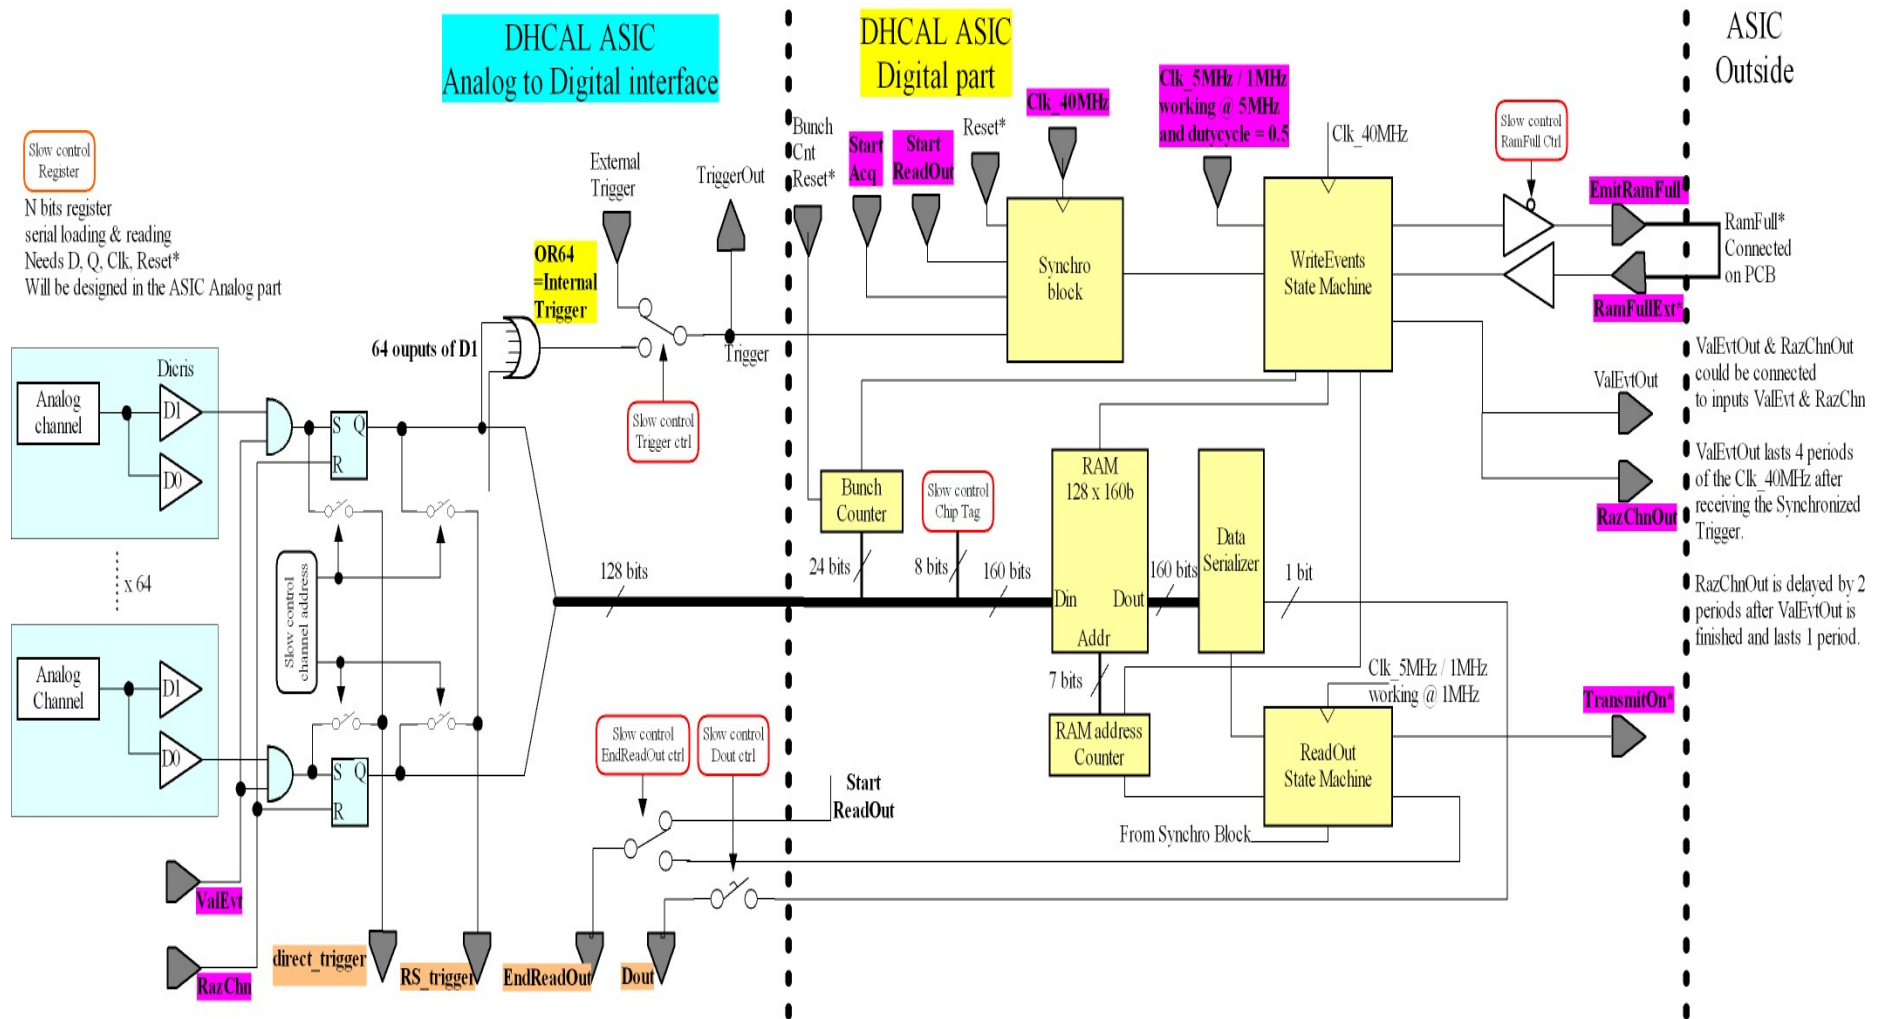 DHCAL ASIC
Analog to Digital interface
DHCAL ASIC
Digital part
ASIC
Outside
Slow control
Register
N bits register
serial loading & reading
Needs D, Q, Clk, Reset*
Will be designed in the ASIC Analog part
External
Trigger
TriggerOut
OR64
=Internal
Trigger
64 ouputs of D1
Trigger
Slow control
Trigger ctrl
Bunch
Cnt
Reset*
Start
Acq
Start
ReadOut
Reset*
Clk_40MHz
Clk_5MHz / 1MHz
working @ 5MHz
and dutycycle = 0.5
Clk_40MHz
Slow control
RamFull Ctrl
EmitRamFull*
RamFull*
Connected
on PCB
RamFullExt*
Synchro
block
WriteEvents
State Machine
ValEvtOut & RazChnOut
could be connected
to inputs ValEvt & RazChn
ValEvtOut
ValEvtOut lasts 4 periods
of the Clk_40MHz after
receiving the Synchronized
Trigger.
RazChnOut
RazChnOut is delayed by 2
periods after ValEvtOut is
finished and lasts 1 period.
Dicris
Analog
channel
D1
D0
S Q
R
x 64
Slow control
channel address
128 bits
Bunch
Counter
24 bits
Slow control
Chip Tag
8 bits
160 bits
RAM
128 x 160b
Din
Dout
Addr
160 bits
Data
Serializer
1 bit
7 bits
RAM address
Counter
Clk_5MHz / 1MHz
working @ 1MHz
ReadOut
State Machine
TransmitOn*
From Synchro Block
Analog
Channel
D1
D0
S Q
R
Slow control
EndReadOut ctrl
Slow control
Dout ctrl
Start
ReadOut
ValEvt
RazChn
direct_trigger
RS_trigger
EndReadOut
Dout